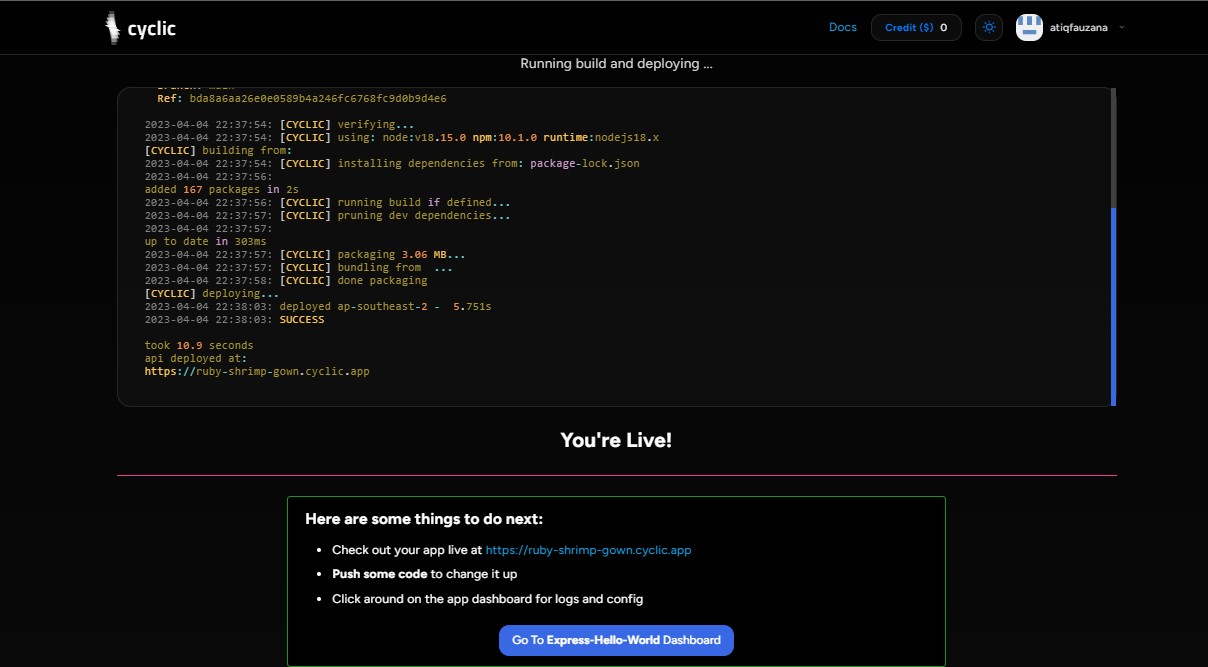 cyclic
Docs
Credit ($) 0
atiqfauzana
Running build and deploying ...
Ref: bda8a6aa26e0e0589b4a246fc6768fc9d0b9d4e6
2023-04-04 22:37:54: [CYCLIC] verifying...
2023-04-04 22:37:54: [CYCLIC] using: node:v18.15.0 npm:10.1.0 runtime:nodejs18.x
[CYCLIC] building from:
2023-04-04 22:37:54: [CYCLIC] installing dependencies from: package-lock.json
2023-04-04 22:37:56:
added 167 packages in 2s
2023-04-04 22:37:56: [CYCLIC] running build if defined...
2023-04-04 22:37:57: [CYCLIC] pruning dev dependencies...
2023-04-04 22:37:57:
up to date in 303ms
2023-04-04 22:37:57: [CYCLIC] packaging 3.06 MB...
2023-04-04 22:37:57: [CYCLIC] bundling from  ...
2023-04-04 22:37:58: [CYCLIC] done packaging
[CYCLIC] deploying...
2023-04-04 22:38:03: deployed ap-southeast-2 -  5.751s
2023-04-04 22:38:03: SUCCESS
took 10.9 seconds
api deployed at:
https://ruby-shrimp-gown.cyclic.app
You're Live!
Here are some things to do next:
• Check out your app live at https://ruby-shrimp-gown.cyclic.app
• Push some code to change it up
• Click around on the app dashboard for logs and config
Go To Express-Hello-World Dashboard